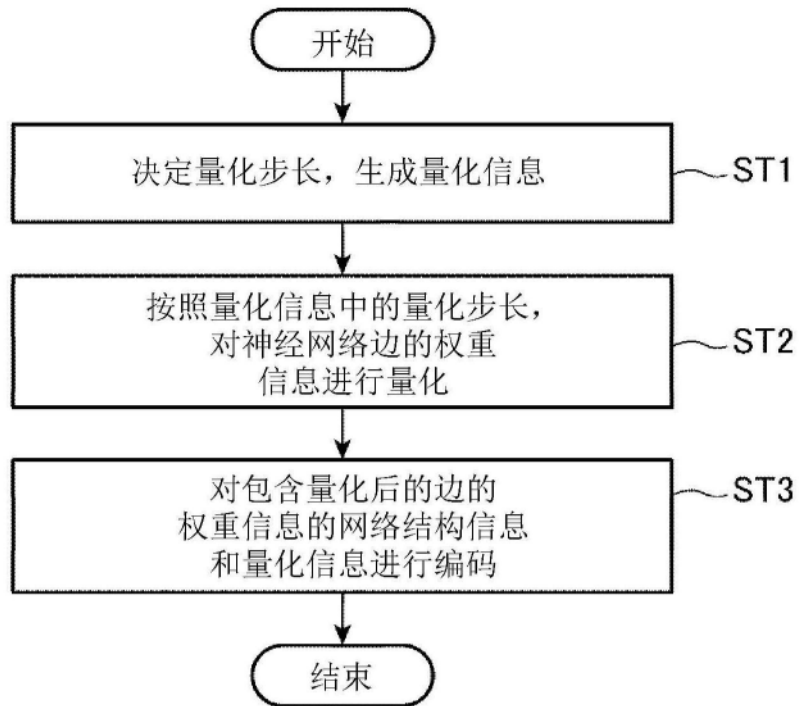 开始
决定量化步长，生成量化信息
ST1
按照量化信息中的量化步长，
对神经网络边的权重
信息进行量化
ST2
对包含量化后的边的
权重信息的网络结构信息
和量化信息进行编码
ST3
结束